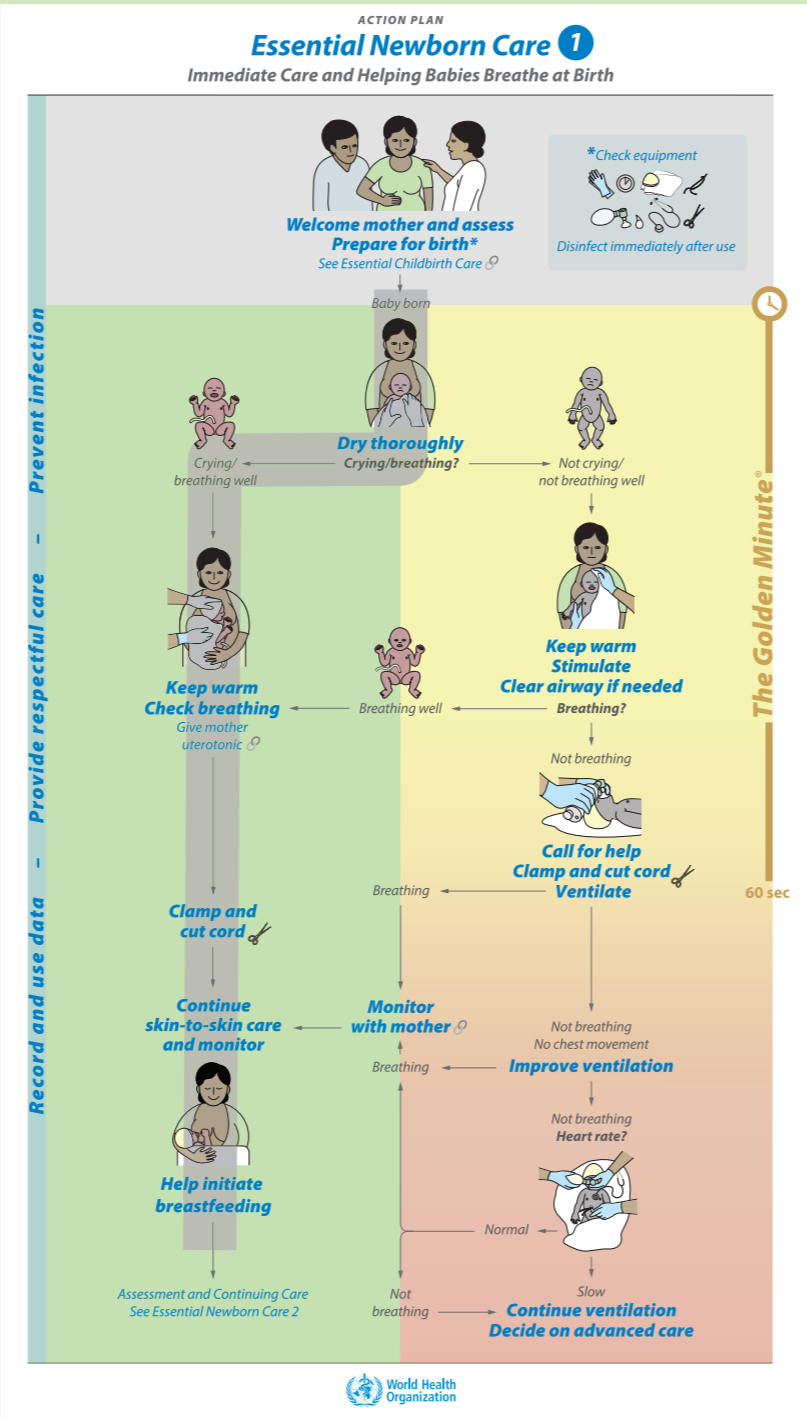 ACTION PLAN
Essential Newborn Care 1
Immediate Care and Helping Babies Breathe at Birth
Welcome mother and assess
Prepare for birth*
See Essential Childbirth Care
*Check equipment
Disinfect immediately after use
Baby born
Dry thoroughly
Crying/breathing?
Crying/
breathing well
Not crying/
not breathing well
Keep warm
Stimulate
Clear airway if needed
Breathing?
Breathing well
Keep warm
Check breathing
Give mother
uterotonic
Not breathing
Call for help
Clamp and cut cord
Ventilate
Breathing
Clamp and
cut cord
Continue
skin-to-skin care
and monitor
Monitor
with mother
Not breathing
No chest movement
Improve ventilation
Breathing
Not breathing
Heart rate?
Help initiate
breastfeeding
Normal
Slow
Not
breathing
Continue ventilation
Decide on advanced care
Assessment and Continuing Care
See Essential Newborn Care 2
Record and use data – Provide respectful care – Prevent infection
The Golden Minute®
60 sec
World Health
Organization